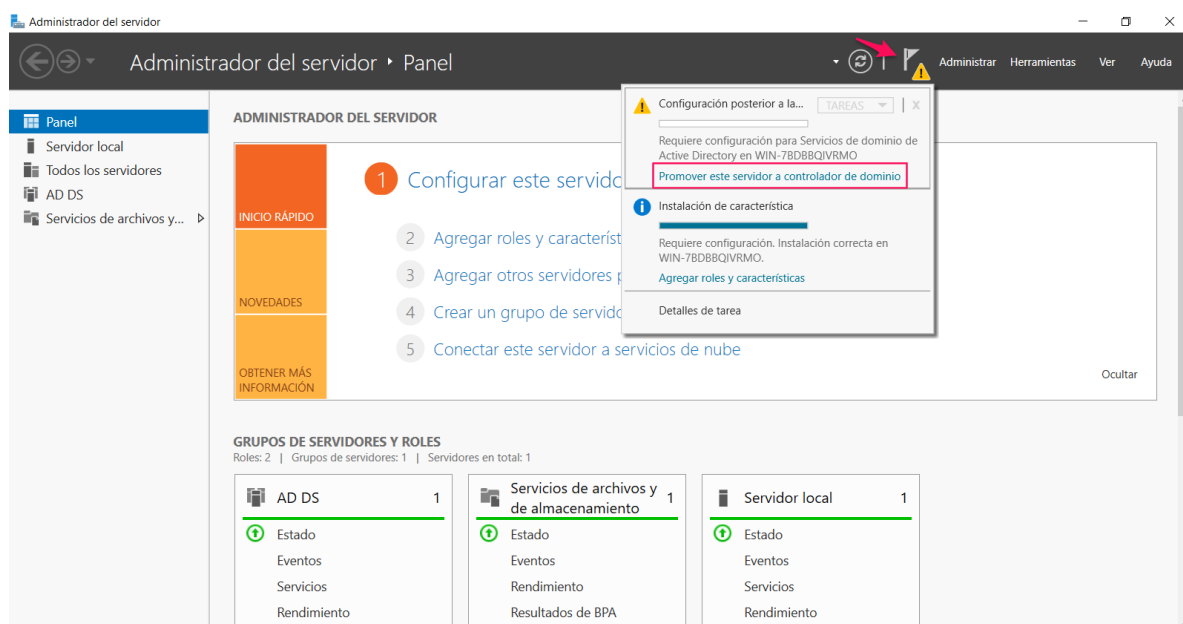 Administrador del servidor
Administrador del servidor
Panel
Administrar
Herramientas
Ver
Ayuda
Panel
Servidor local
Todos los servidores
AD DS
Servicios de archivos y...
ADMINISTRADOR DEL SERVIDOR
INICIO RÁPIDO
NOVEDADES
OBTENER MÁS
INFORMACIÓN
1 Configurar este servido
2 Agregar roles y característ
3 Agregar otros servidores p
4 Crear un grupo de servido
5 Conectar este servidor a servicios de nube
Ocultar
Configuración posterior a la...
TAREAS
X
Requiere configuración para Servicios de dominio de
Active Directory en WIN-7BDBBQIVRMO
Promover este servidor a controlador de dominio
Instalación de característica
Requiere configuración. Instalación correcta en
WIN-7BDBBQIVRMO.
Agregar roles y características
Detalles de tarea
GRUPOS DE SERVIDORES Y ROLES
Roles: 2 | Grupos de servidores: 1 | Servidores en total: 1
AD DS 1
Estado
Eventos
Servicios
Rendimiento
Servicios de archivos y
de almacenamiento
1
Estado
Eventos
Rendimiento
Resultados de BPA
Servidor local 1
Estado
Eventos
Servicios
Rendimiento